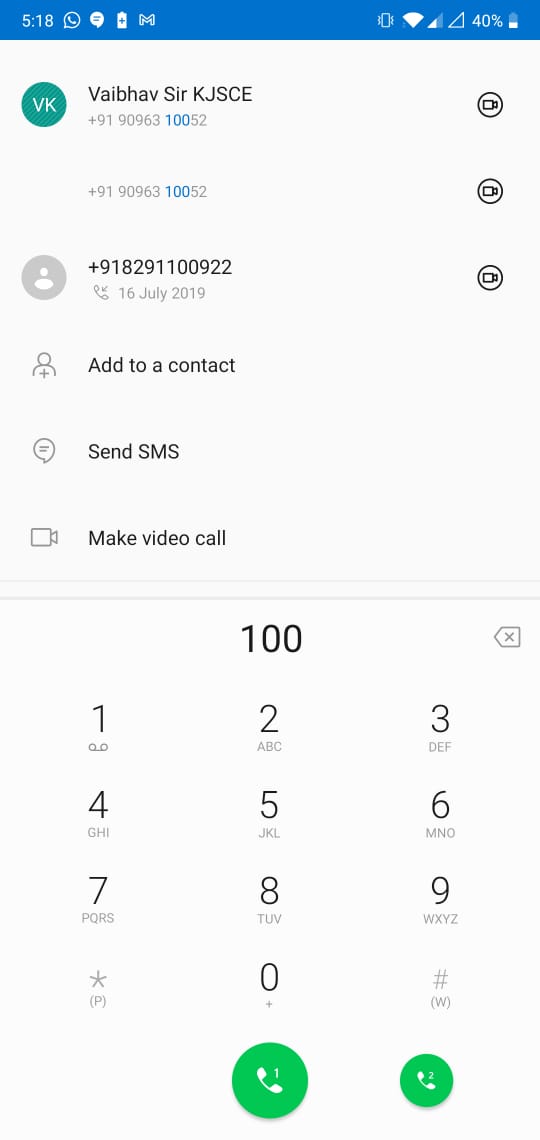 5:18 40%
VK
Vaibhav Sir KJSCE
+91 90963 10052
+91 90963 10052
+918291100922
16 July 2019
Add to a contact
Send SMS
Make video call
100
1 2 3
ABC DEF
4 5 6
GHI JKL MNO
7 8 9
PQRS TUV WXYZ
* 0 #
(P) + (W)
1 2